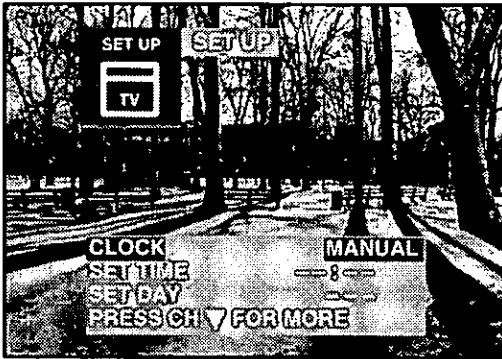 SET UP SET UP
TV
CLOCK MANUAL
SET TIME --:--
SET DAY ---
PRESS CH ▼ FOR MORE